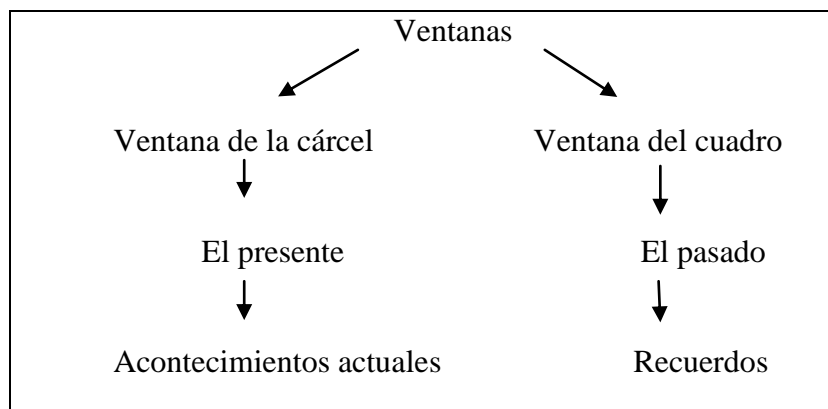 Ventanas
Ventana de la cárcel Ventana del cuadro
El presente El pasado
Acontecimientos actuales Recuerdos